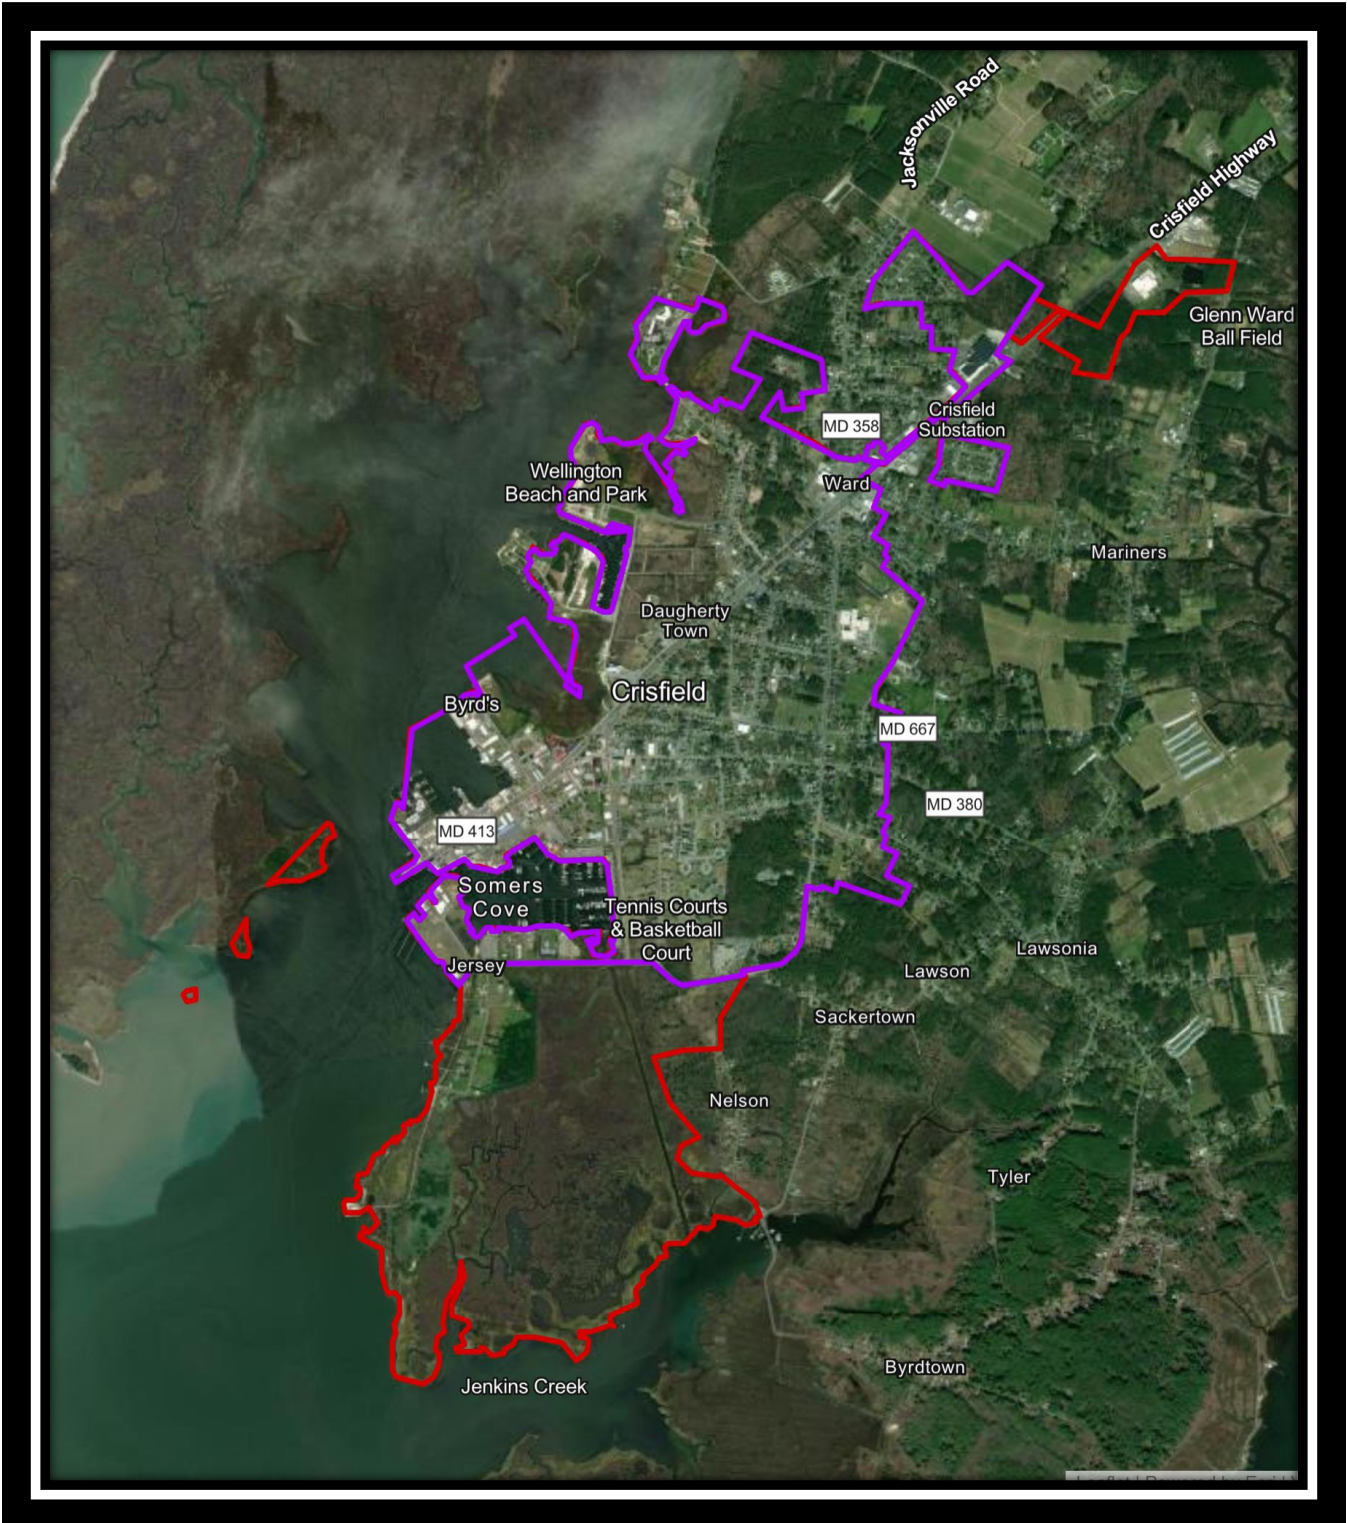 Jacksonville Road
Crisfield Highway
Glenn Ward
Ball Field
Crisfield
Substation
MD 358
Wellington
Beach and Park
Ward
Mariners
Daugherty
Town
Crisfield
Byrd's
MD 667
MD 380
MD 413
Somers
Cove
Tennis Courts
& Basketball
Court
Jersey
Lawsonia
Lawson
Sackertown
Nelson
Tyler
Byrdtown
Jenkins Creek